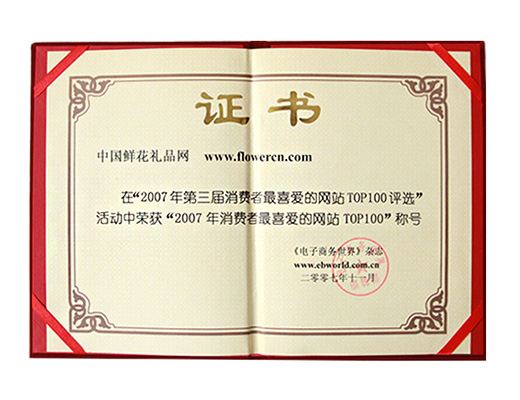 证书
中国鲜花礼品网 www.flowercn.com
在“2007年第三届消费者最喜爱的网站TOP100评选”
活动中荣获“2007年消费者最喜爱的网站TOP100”称号
《电子商务世界》杂志
www.ebworld.com.cn
二零零七年十一月